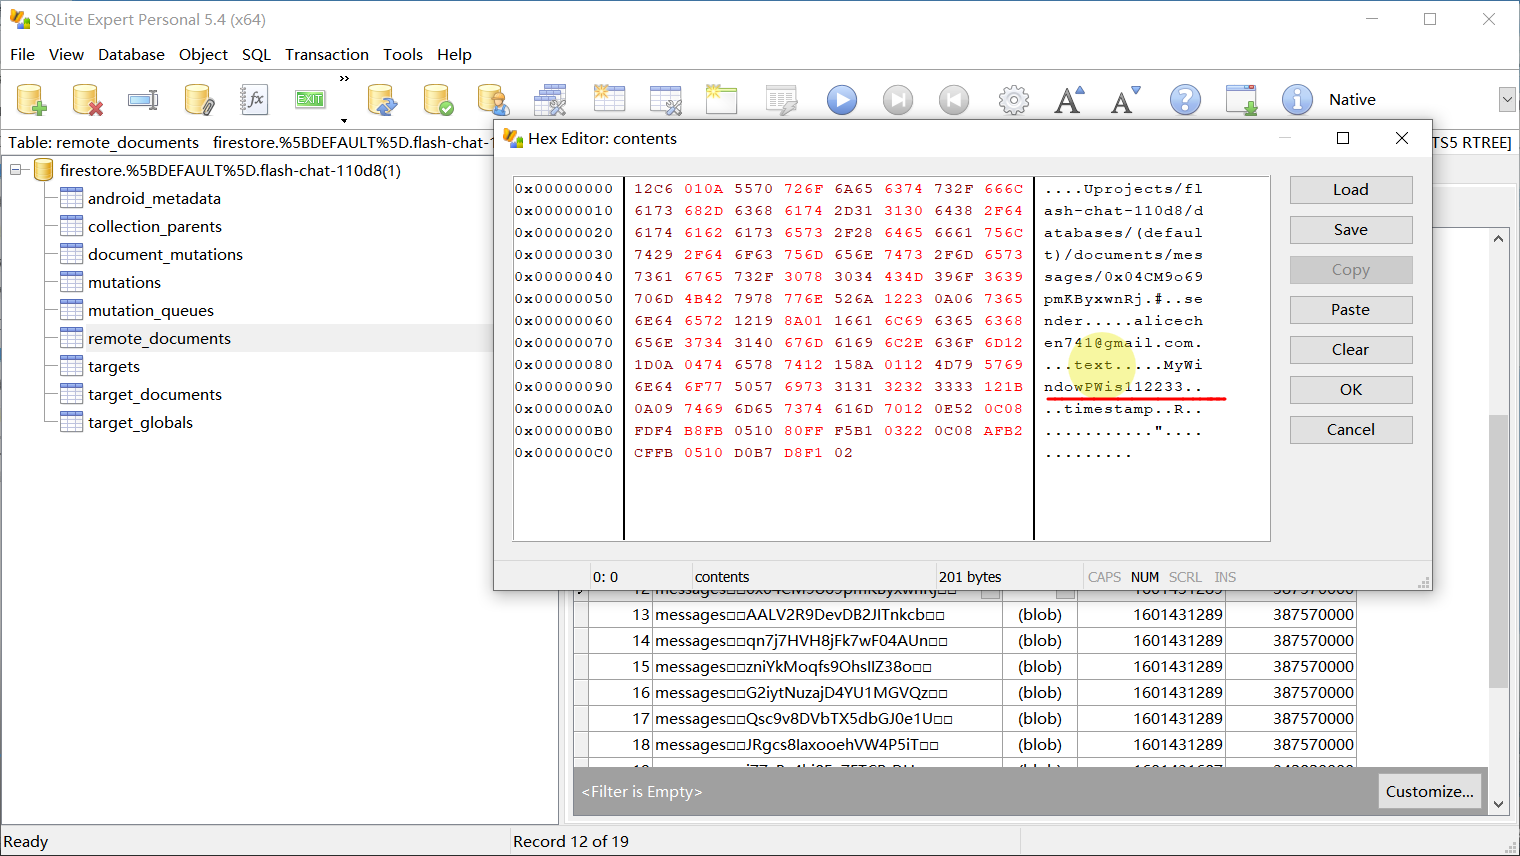 SQLite Expert Personal 5.4 (x64)
File View Database Object SQL Transaction Tools Help
EXIT
Native
Table: remote_documents firestore.%5BDEFAULT%5D.flash-chat-1
TS5 RTREE]
firestore.%5BDEFAULT%5D.flash-chat-110d8(1)
android_metadata
collection_parents
document_mutations
mutations
mutation_queues
remote_documents
targets
target_documents
target_globals
Hex Editor: contents
0x00000000 12C6 010A 5570 726F 6A65 6374 732F 666C ....Uprojects/fl
0x00000010 6173 682D 6368 6174 2D31 3130 6438 2F64 ash-chat-110d8/d
0x00000020 6174 6162 6173 6573 2F28 6465 6661 756C atabases/(defaul
0x00000030 7429 2F64 6F63 756D 656E 7473 2F6D 6573 t)/documents/mes
0x00000040 7361 6765 732F 3078 3034 434D 396F 3639 sages/0x04CM9o69
0x00000050 706D 4B42 7978 776E 526A 1223 0A06 7365 pmKByxwnRj.#..se
0x00000060 6E64 6572 1219 8A01 1661 6C69 6365 6368 nder.....alicech
0x00000070 656E 3734 3140 676D 6169 6C2E 636F 6D12 en741@gmail.com.
0x00000080 1D0A 0474 6578 7412 158A 0112 4D79 5769 ...text.....MyWi
0x00000090 6E64 6F77 5057 6973 3131 3232 3333 121B ndowPWis112233..
0x000000A0 0A09 7469 6D65 7374 616D 7012 0E52 0C08 ..timestamp..R..
0x000000B0 FDF4 B8FB 0510 80FF F5B1 0322 0C08 AFB2 ..........."....
0x000000C0 CFFB 0510 D0B7 D8F1 02 .........
Load
Save
Copy
Paste
Clear
OK
Cancel
0: 0 contents 201 bytes CAPS NUM SCRL INS
13 messages□□AALV2R9DevDB2JITnkcb□□ (blob) 1601431289 387570000
14 messages□□qn7j7HVH8jFk7wF04AUn□□ (blob) 1601431289 387570000
15 messages□□zniYkMoqfs9OhsIIZ38o□□ (blob) 1601431289 387570000
16 messages□□G2iytNuzajD4YU1MGVQz□□ (blob) 1601431289 387570000
17 messages□□Qsc9v8DVbTX5dbGJ0e1U□□ (blob) 1601431289 387570000
18 messages□□JRgcs8IaxooehVW4P5iT□□ (blob) 1601431289 387570000
<Filter is Empty>
Customize...
Ready
Record 12 of 19